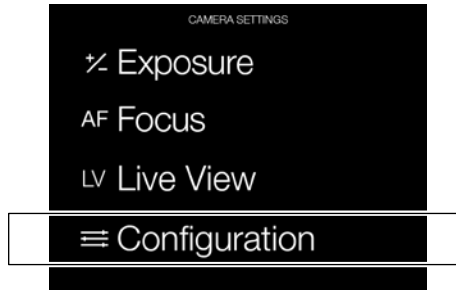 CAMERA SETTINGS
+/- Exposure
AF Focus
LV Live View
Configuration